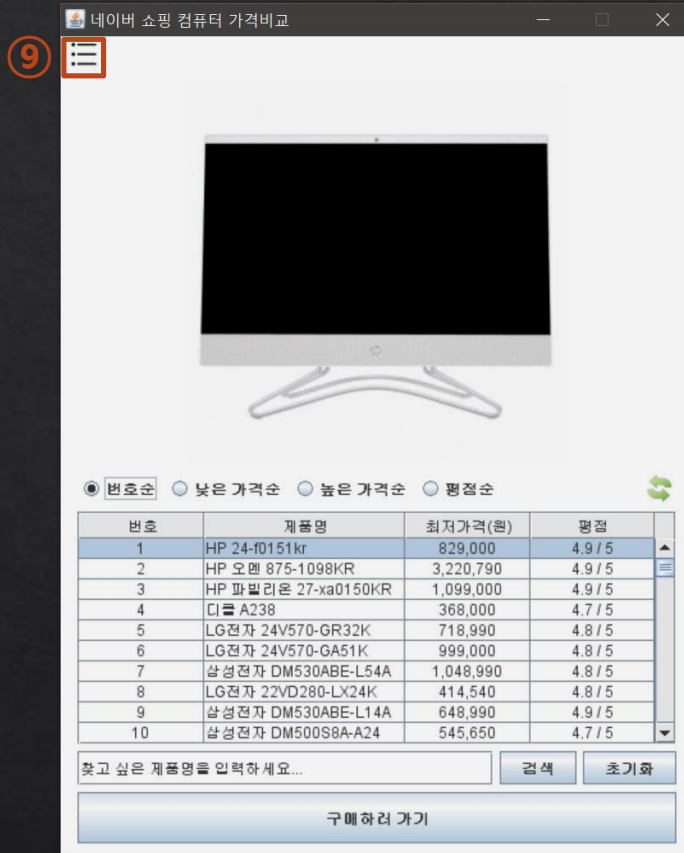 네이버 쇼핑 컴퓨터 가격비교
⑨
번호순 낮은 가격순 높은 가격순 평점순
번호 제품명 최저가격(원) 평점
1 HP 24-f0151kr 829,000 4.9 / 5
2 HP 오멘 875-1098KR 3,220,790 4.9 / 5
3 HP 파빌리온 27-xa0150KR 1,099,000 4.9 / 5
4 디클 A238 368,000 4.7 / 5
5 LG전자 24V570-GR32K 718,990 4.8 / 5
6 LG전자 24V570-GA51K 999,000 4.8 / 5
7 삼성전자 DM530ABE-L54A 1,048,990 4.8 / 5
8 LG전자 22VD280-LX24K 414,540 4.8 / 5
9 삼성전자 DM530ABE-L14A 648,990 4.9 / 5
10 삼성전자 DM500S8A-A24 545,650 4.7 / 5
찾고 싶은 제품명을 입력하세요... 검색 초기화
구매하러 가기